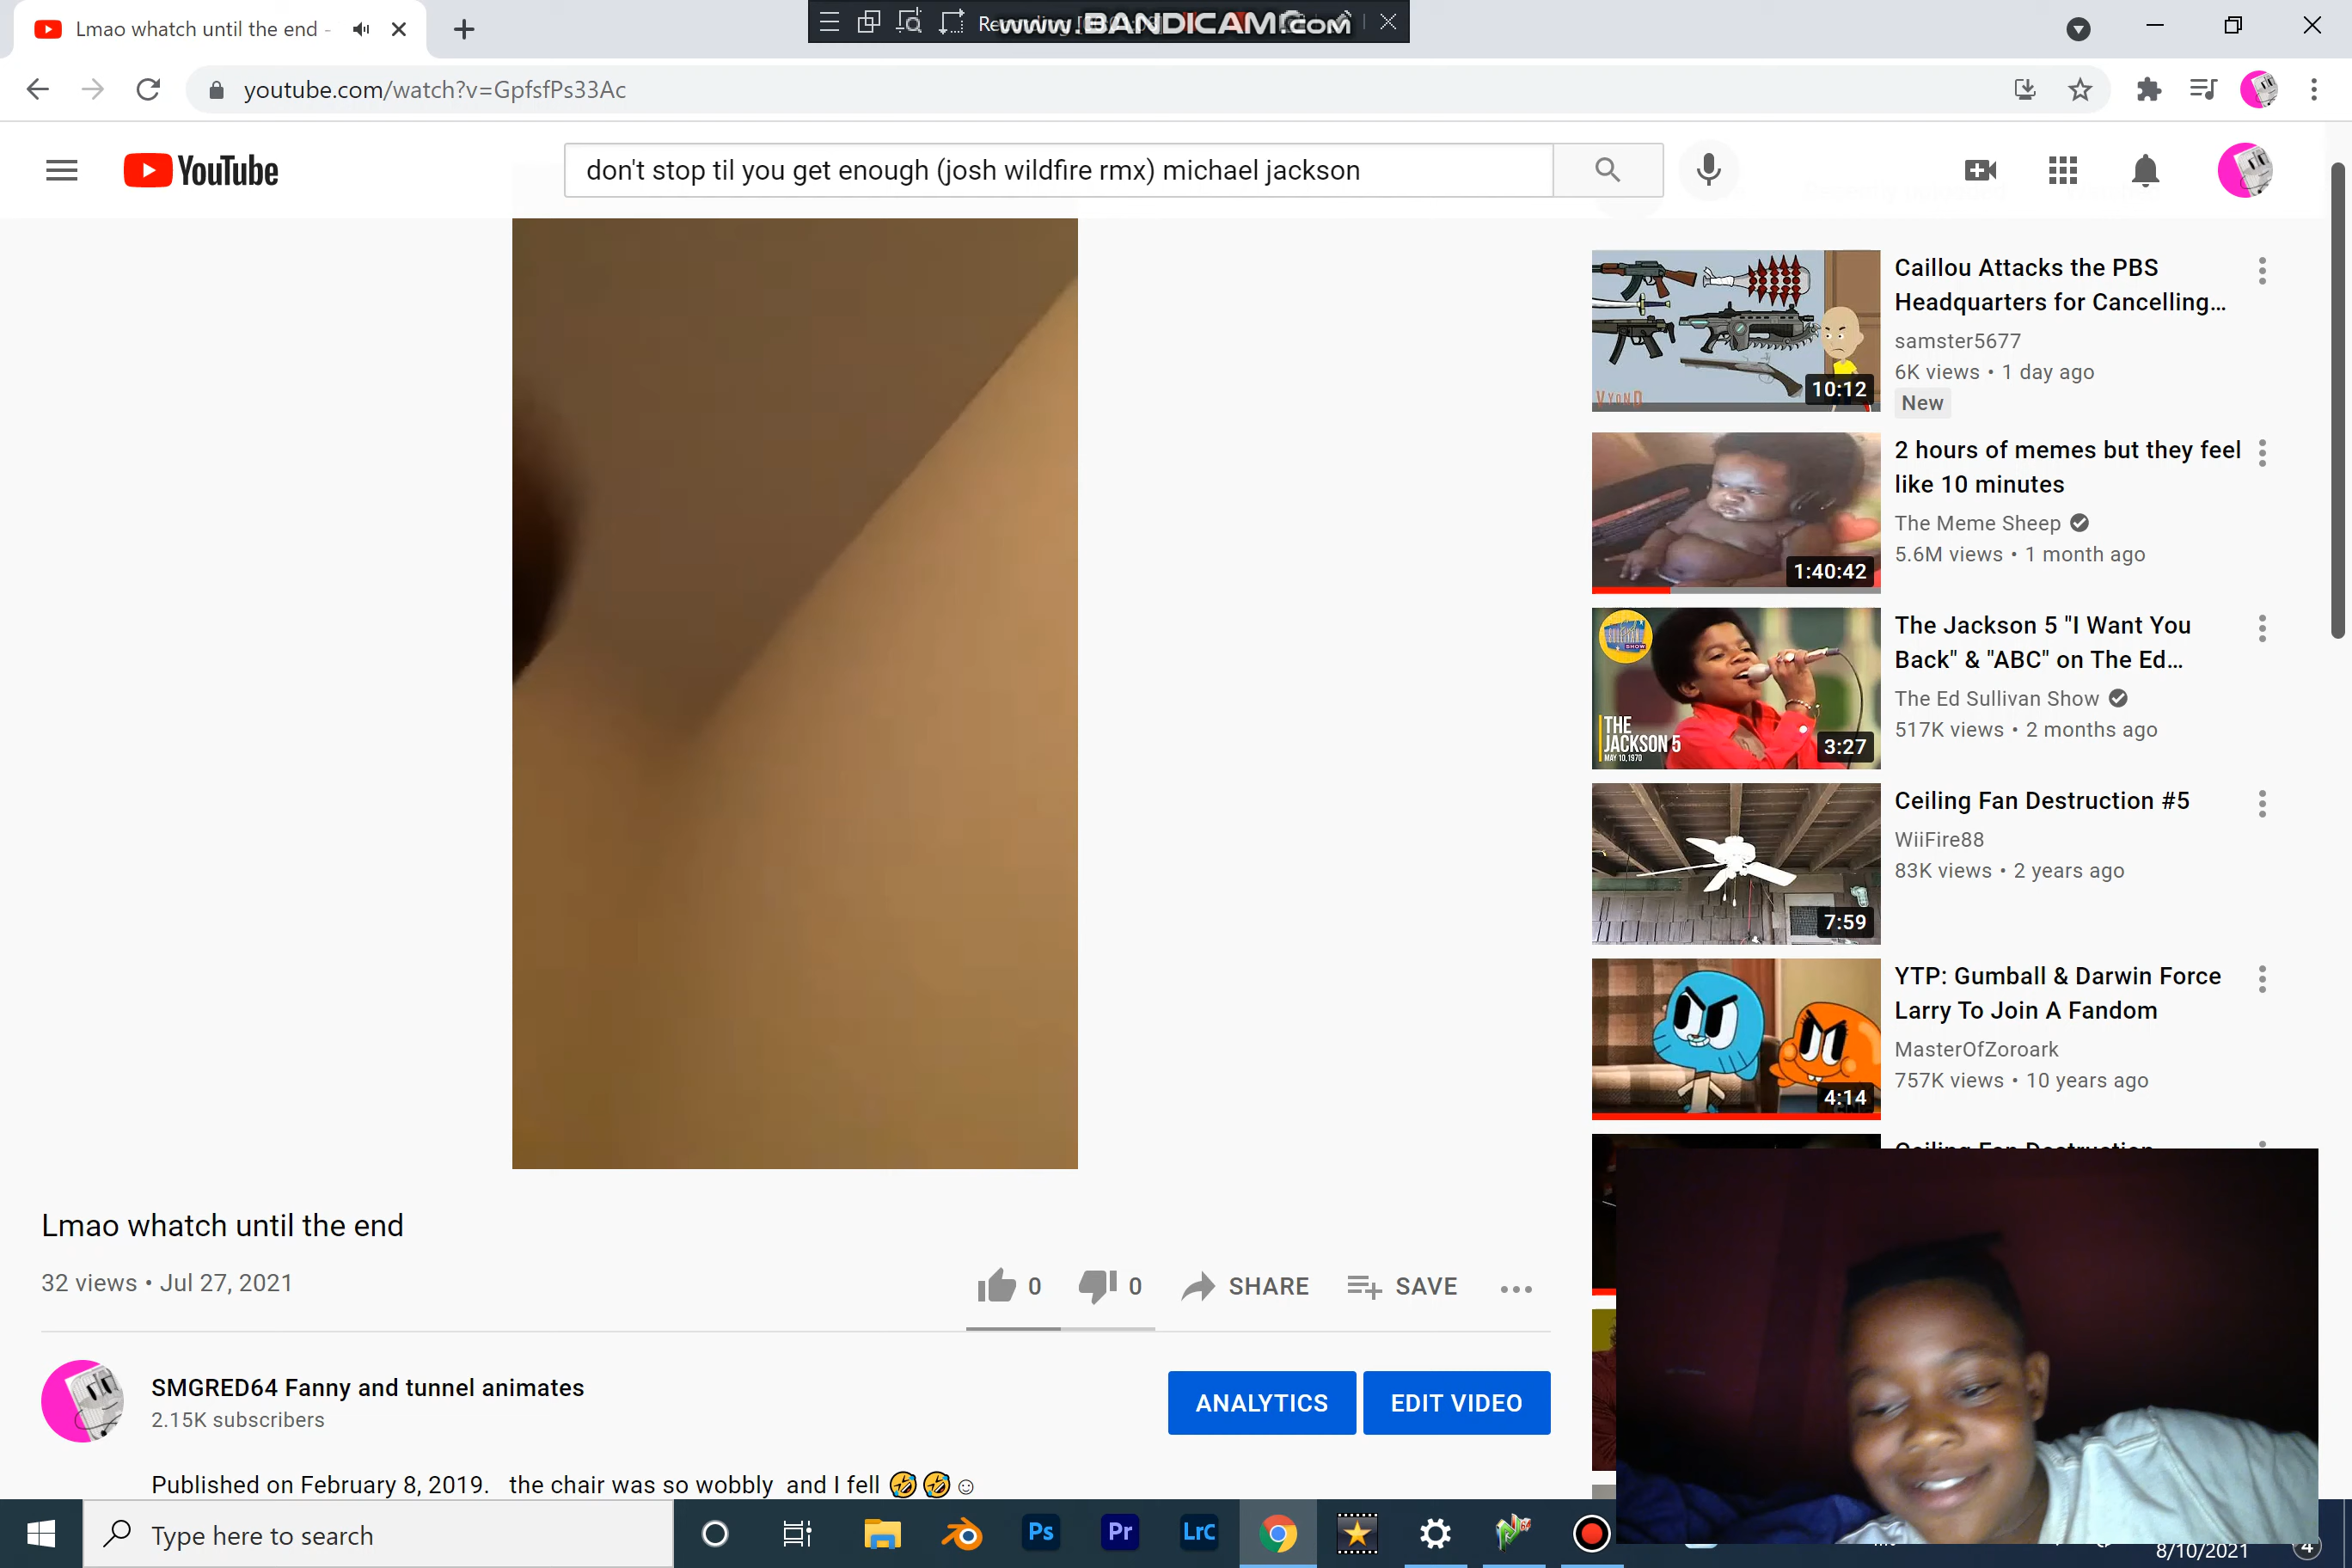 Lmao whatch until the end -
www.BANDICAM.com
youtube.com/watch?v=GpfsfPs33Ac
YouTube
don't stop til you get enough (josh wildfire rmx) michael jackson
Caillou Attacks the PBS
Headquarters for Cancelling...
samster5677
6K views • 1 day ago
New
VYOND
10:12
2 hours of memes but they feel
like 10 minutes
The Meme Sheep
5.6M views • 1 month ago
1:40:42
The Jackson 5 "I Want You
Back" & "ABC" on The Ed...
The Ed Sullivan Show
517K views • 2 months ago
THE
JACKSON 5
MAY 10, 1970
3:27
Ceiling Fan Destruction #5
WiiFire88
83K views • 2 years ago
7:59
YTP: Gumball & Darwin Force
Larry To Join A Fandom
MasterOfZoroark
757K views • 10 years ago
4:14
Ceiling Fan Destruction
Lmao whatch until the end
32 views • Jul 27, 2021
0
0
SHARE
SAVE
SMGRED64 Fanny and tunnel animates
2.15K subscribers
ANALYTICS
EDIT VIDEO
Published on February 8, 2019. the chair was so wobbly and I fell 🤣🤣☺
Type here to search
Ps
Pr
LrC
8/10/2021
4